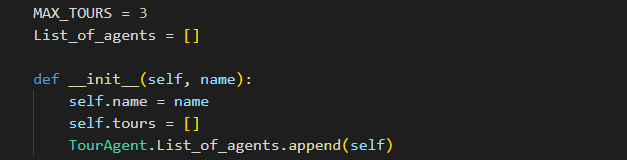 MAX_TOURS = 3
List_of_agents = []
def __init__(self, name):
self.name = name
self.tours = []
TourAgent.List_of_agents.append(self)